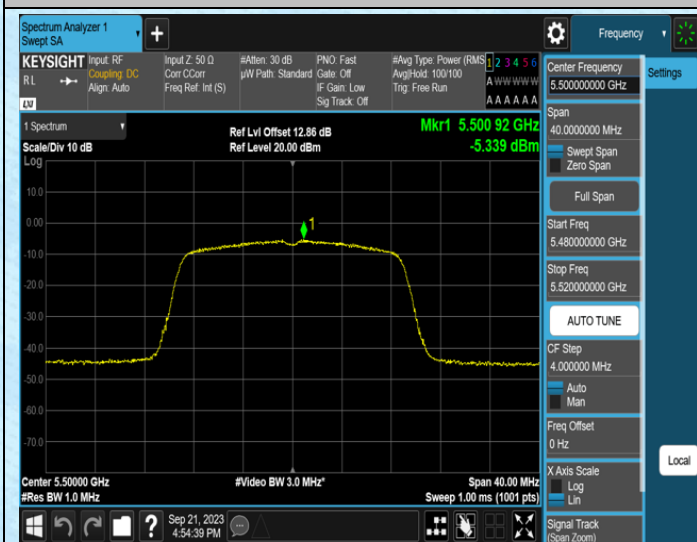 Spectrum Analyzer 1
Swept SA
Frequency
KEYSIGHT
RL
LXI
Input: RF
Coupling: DC
Align: Auto
Input Z: 50 Ω
Corr CCorr
Freq Ref: Int (S)
#Atten: 30 dB
µW Path: Standard
PNO: Fast
Gate: Off
IF Gain: Low
Sig Track: Off
#Avg Type: Power (RMS
Avg|Hold: 100/100
Trig: Free Run
1 2 3 4 5 6
A W W W W W
A A A A A A
1 Spectrum
Scale/Div 10 dB
Ref Lvl Offset 12.86 dB
Ref Level 20.00 dBm
Mkr1 5.500 92 GHz
-5.339 dBm
Log
10.0
0.00
-10.0
-20.0
-30.0
-40.0
-50.0
-60.0
-70.0
1
Center 5.50000 GHz
#Res BW 1.0 MHz
#Video BW 3.0 MHz*
Span 40.00 MHz
Sweep 1.00 ms (1001 pts)
?
Sep 21, 2023
4:54:39 PM
Center Frequency
5.500000000 GHz
Span
40.0000000 MHz
Swept Span
Zero Span
Full Span
Start Freq
5.480000000 GHz
Stop Freq
5.520000000 GHz
AUTO TUNE
CF Step
4.000000 MHz
Auto
Man
Freq Offset
0 Hz
X Axis Scale
Log
Lin
Signal Track
(Span Zoom)
Settings
Local